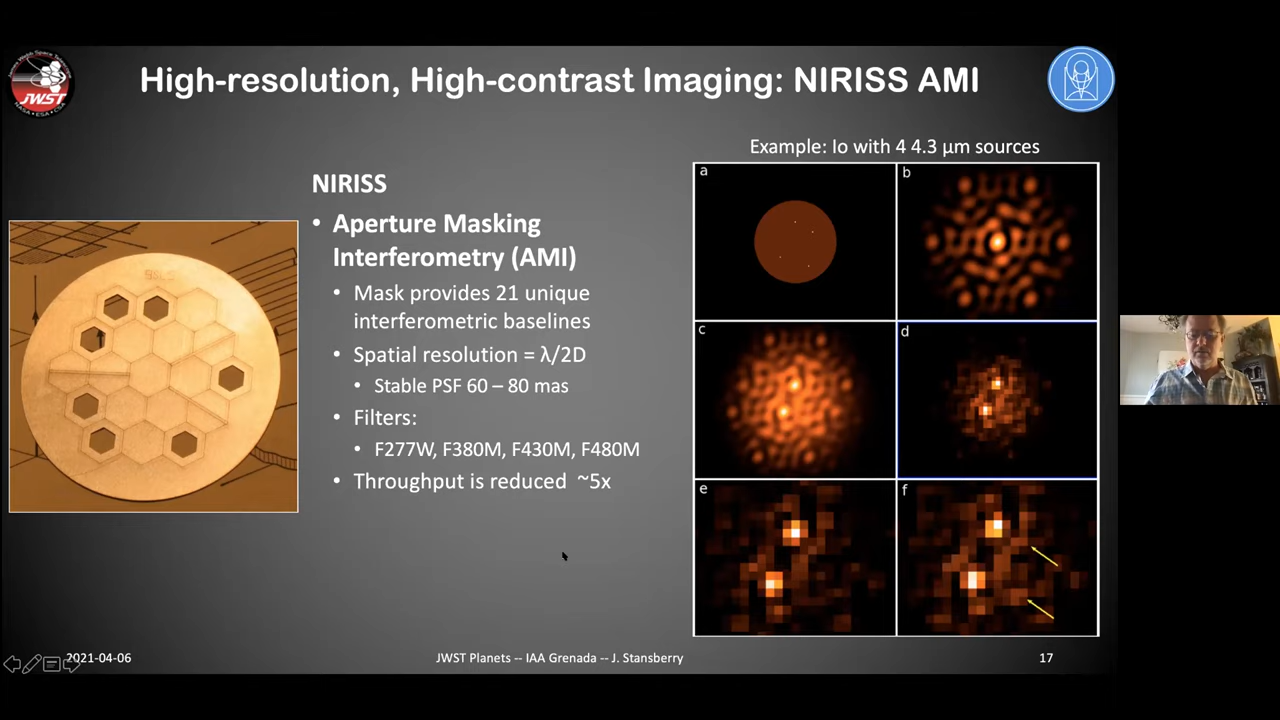 High-resolution, High-contrast Imaging: NIRISS AMI
JWST
Example: Io with 4 4.3 µm sources
NIRISS
• Aperture Masking
Interferometry (AMI)
• Mask provides 21 unique
interferometric baselines
• Spatial resolution = λ/2D
• Stable PSF 60 – 80 mas
• Filters:
• F277W, F380M, F430M, F480M
• Throughput is reduced ~5x
a
b
c
d
e
f
2021-04-06
JWST Planets -- IAA Grenada -- J. Stansberry
17